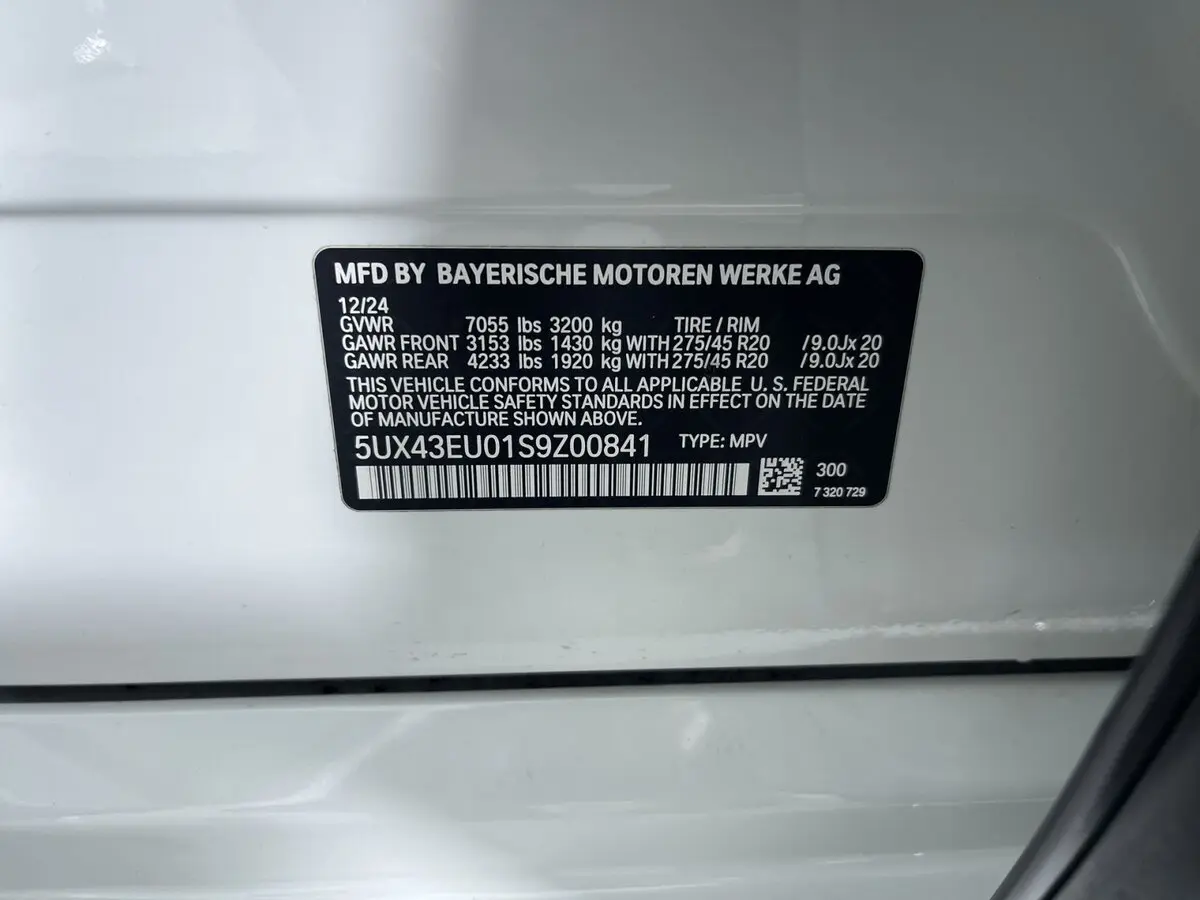 MFD BY BAYERISCHE MOTOREN WERKE AG
12/24
GVWR 7055 lbs 3200 kg TIRE / RIM
GAWR FRONT 3153 lbs 1430 kg WITH 275/45 R20 /9.0Jx 20
GAWR REAR 4233 lbs 1920 kg WITH 275/45 R20 /9.0Jx 20
THIS VEHICLE CONFORMS TO ALL APPLICABLE U. S. FEDERAL
MOTOR VEHICLE SAFETY STANDARDS IN EFFECT ON THE DATE
OF MANUFACTURE SHOWN ABOVE.
5UX43EU01S9Z00841 TYPE: MPV
300
7 320 729